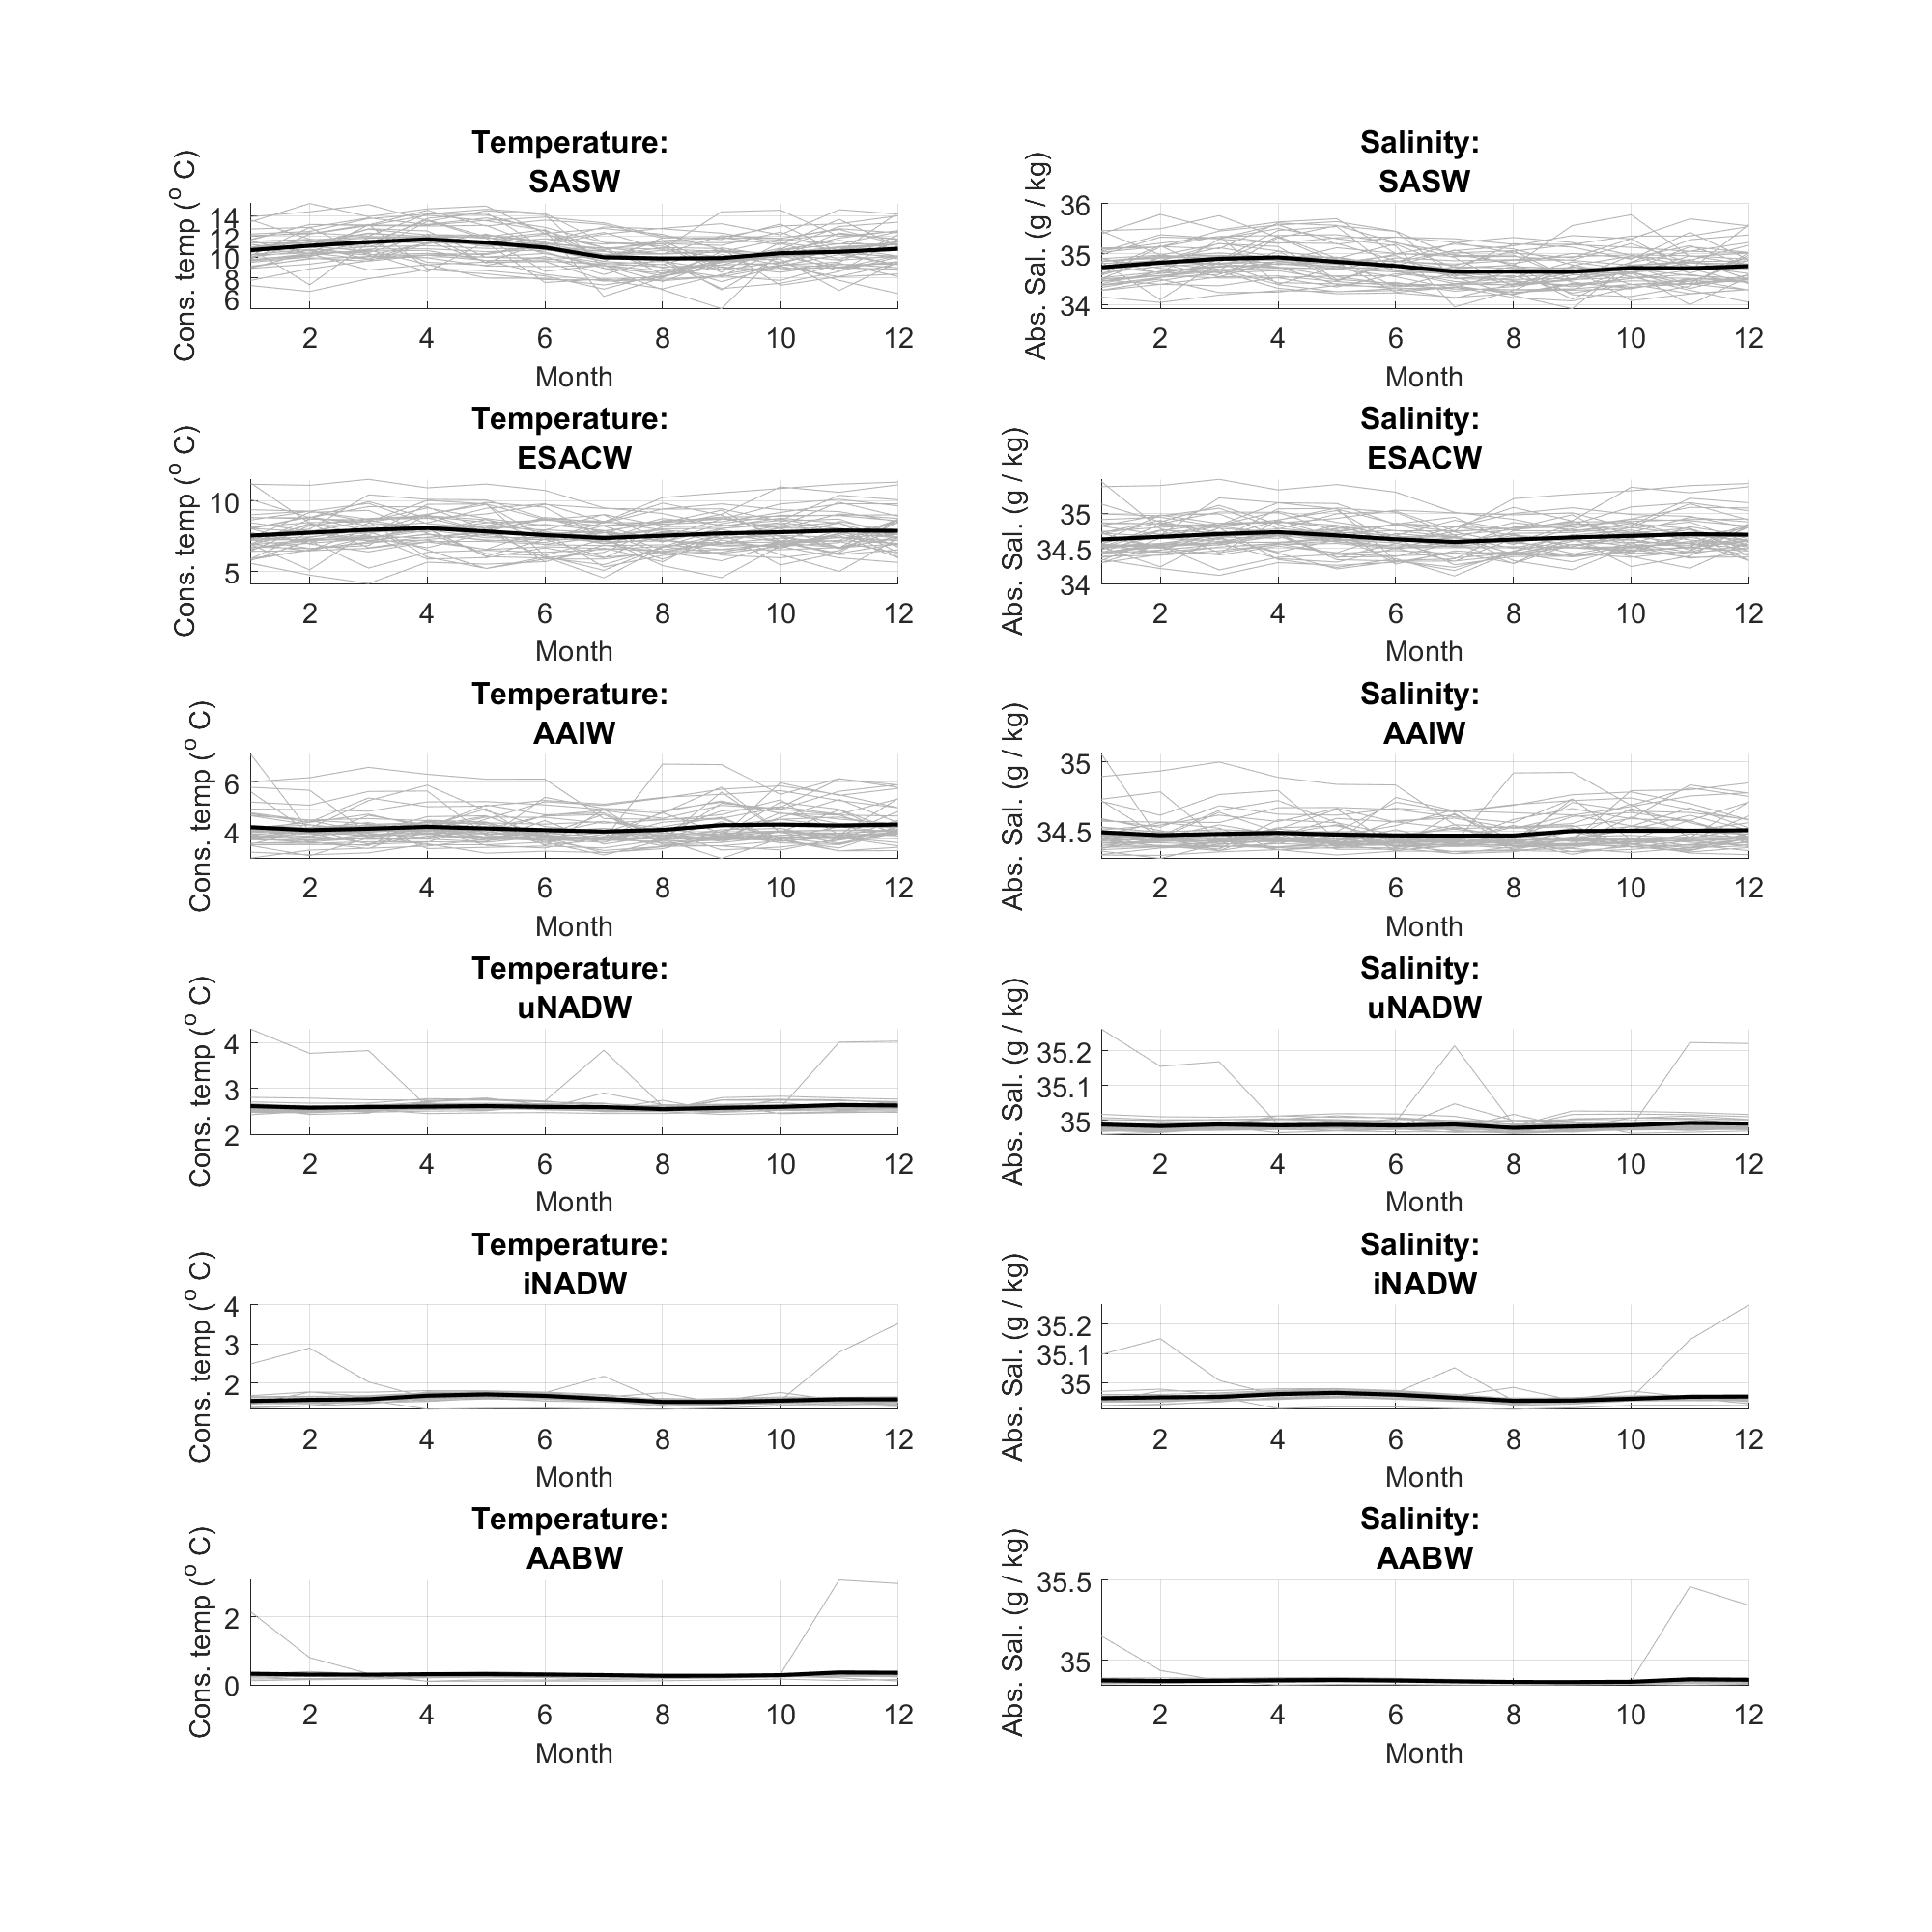 Temperature:
SASW
Cons. temp (° C)
14
12
10
8
6
2
4
6
8
10
12
Month
Salinity:
SASW
Abs. Sal. (g / kg)
36
35
34
2
4
6
8
10
12
Month
Temperature:
ESACW
Cons. temp (° C)
10
5
2
4
6
8
10
12
Month
Salinity:
ESACW
Abs. Sal. (g / kg)
35
34.5
34
2
4
6
8
10
12
Month
Temperature:
AAIW
Cons. temp (° C)
6
4
2
4
6
8
10
12
Month
Salinity:
AAIW
Abs. Sal. (g / kg)
35
34.5
2
4
6
8
10
12
Month
Temperature:
uNADW
Cons. temp (° C)
4
3
2
2
4
6
8
10
12
Month
Salinity:
uNADW
Abs. Sal. (g / kg)
35.2
35.1
35
2
4
6
8
10
12
Month
Temperature:
iNADW
Cons. temp (° C)
4
3
2
2
4
6
8
10
12
Month
Salinity:
iNADW
Abs. Sal. (g / kg)
35.2
35.1
35
2
4
6
8
10
12
Month
Temperature:
AABW
Cons. temp (° C)
2
0
2
4
6
8
10
12
Month
Salinity:
AABW
Abs. Sal. (g / kg)
35.5
35
2
4
6
8
10
12
Month